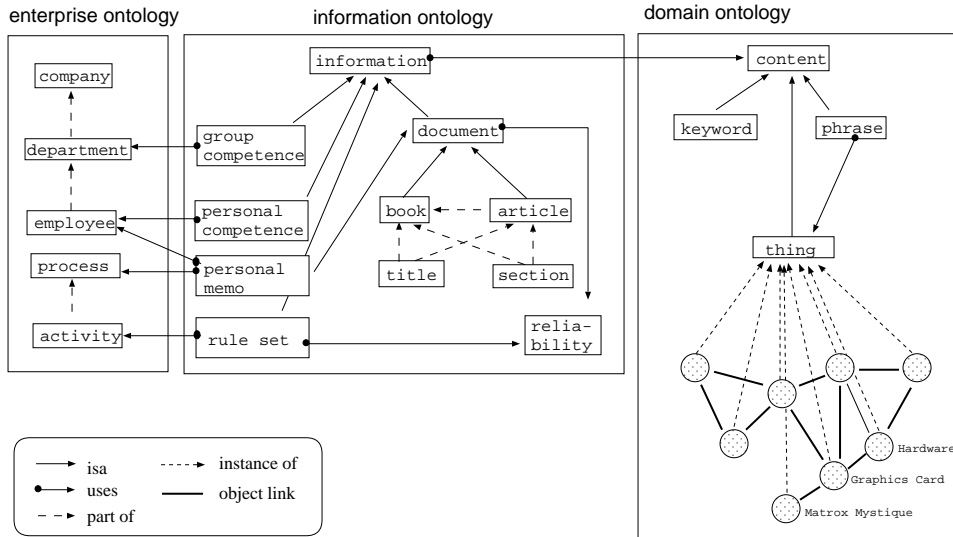 enterprise ontology
information ontology
domain ontology
company
department
employee
process
activity
information
group
competence
personal
competence
personal
memo
rule set
document
book
article
title
section
relia-
bility
content
keyword
phrase
thing
Hardware
Graphics Card
Matrox Mystique
isa
uses
part of
instance of
object link